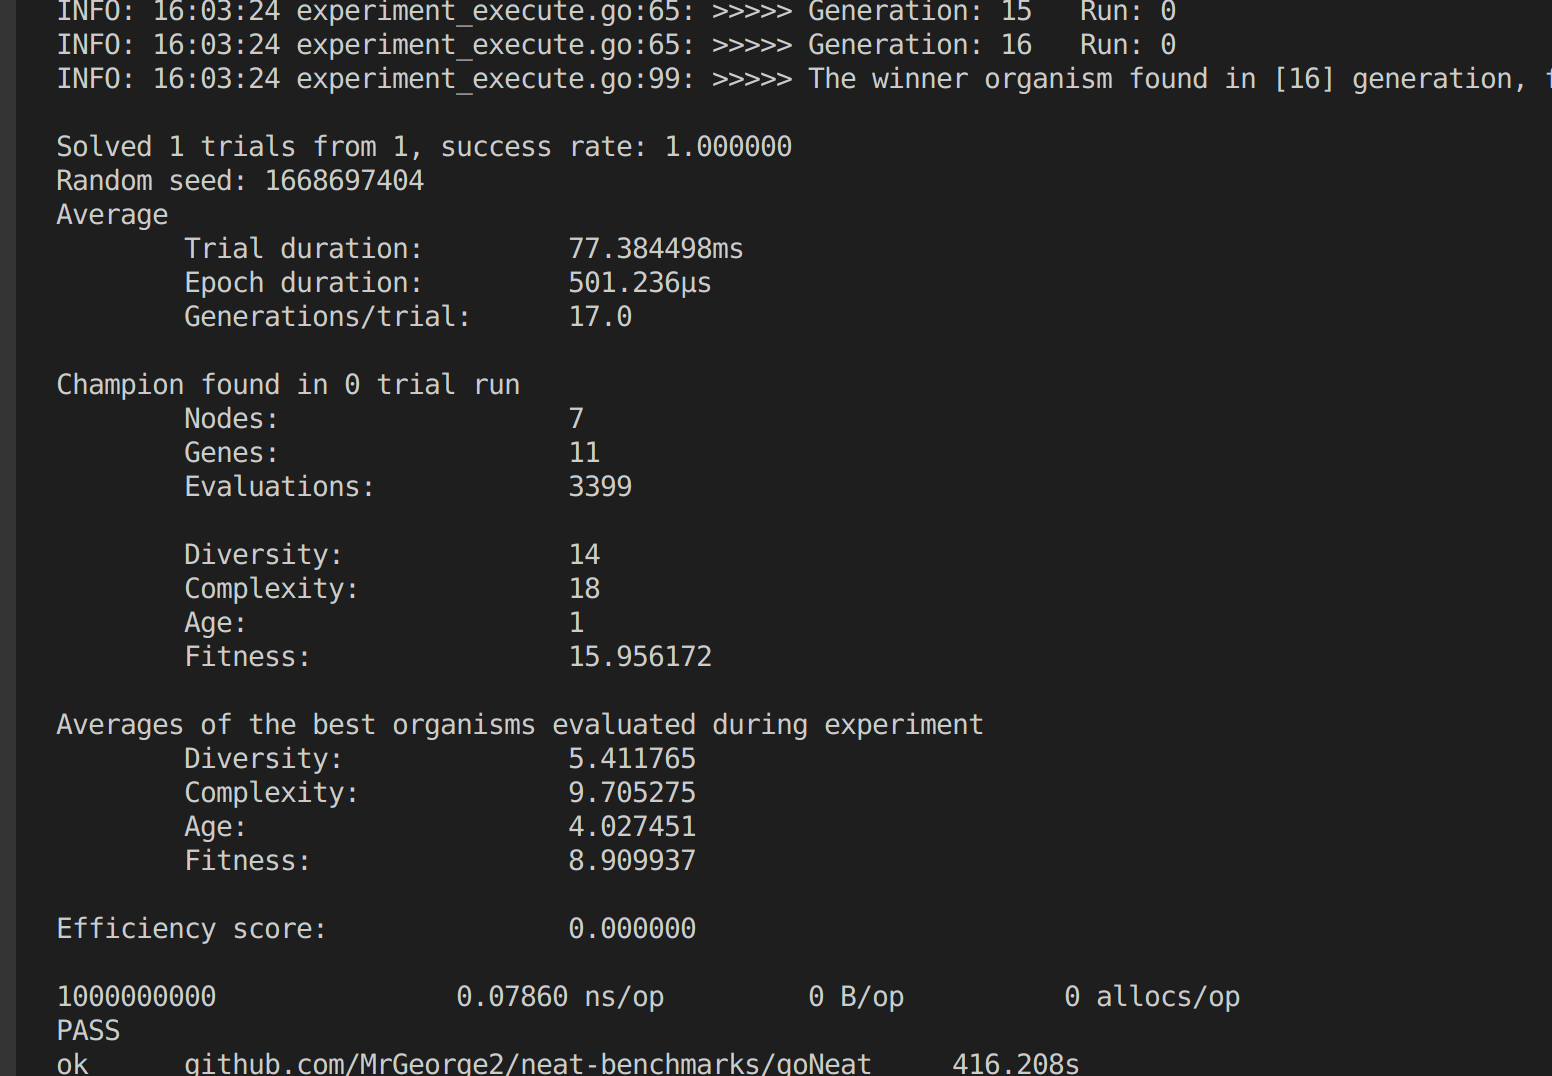 INFO: 16:03:24 experiment_execute.go:65: >>>>> Generation: 15   Run: 0
INFO: 16:03:24 experiment_execute.go:65: >>>>> Generation: 16   Run: 0
INFO: 16:03:24 experiment_execute.go:99: >>>>> The winner organism found in [16] generation,
Solved 1 trials from 1, success rate: 1.000000
Random seed: 1668697404
Average
Trial duration: 77.384498ms
Epoch duration: 501.236µs
Generations/trial: 17.0
Champion found in 0 trial run
Nodes: 7
Genes: 11
Evaluations: 3399
Diversity: 14
Complexity: 18
Age: 1
Fitness: 15.956172
Averages of the best organisms evaluated during experiment
Diversity: 5.411765
Complexity: 9.705275
Age: 4.027451
Fitness: 8.909937
Efficiency score: 0.000000
1000000000 0.07860 ns/op 0 B/op 0 allocs/op
PASS
ok github.com/MrGeorge2/neat-benchmarks/goNeat 416.208s